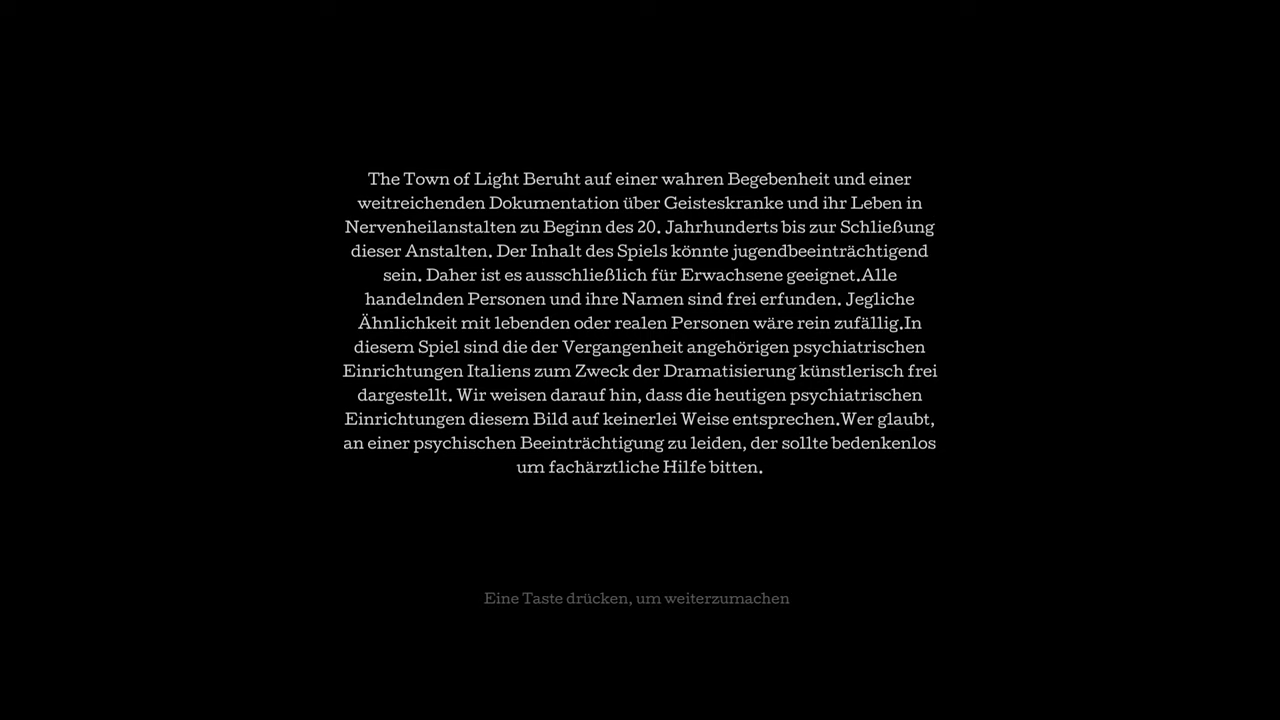 The Town of Light Beruht auf einer wahren Begebenheit und einer
weitreichenden Dokumentation über Geisteskranke und ihr Leben in
Nervenheilanstalten zu Beginn des 20. Jahrhunderts bis zur Schließung
dieser Anstalten. Der Inhalt des Spiels könnte jugendbeeinträchtigend
sein. Daher ist es ausschließlich für Erwachsene geeignet.Alle
handelnden Personen und ihre Namen sind frei erfunden. Jegliche
Ähnlichkeit mit lebenden oder realen Personen wäre rein zufällig.In
diesem Spiel sind die der Vergangenheit angehörigen psychiatrischen
Einrichtungen Italiens zum Zweck der Dramatisierung künstlerisch frei
dargestellt. Wir weisen darauf hin, dass die heutigen psychiatrischen
Einrichtungen diesem Bild auf keinerlei Weise entsprechen.Wer glaubt,
an einer psychischen Beeinträchtigung zu leiden, der sollte bedenkenlos
um fachärztliche Hilfe bitten.
Eine Taste drücken, um weiterzumachen